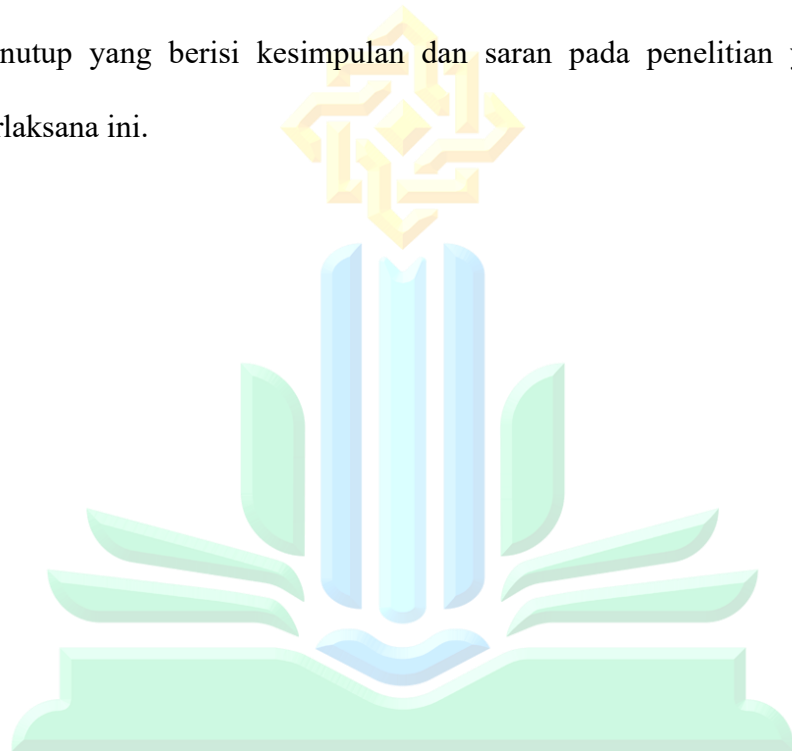 nutup yang berisi kesimpulan dan saran pada penelitian
rlaksana ini.